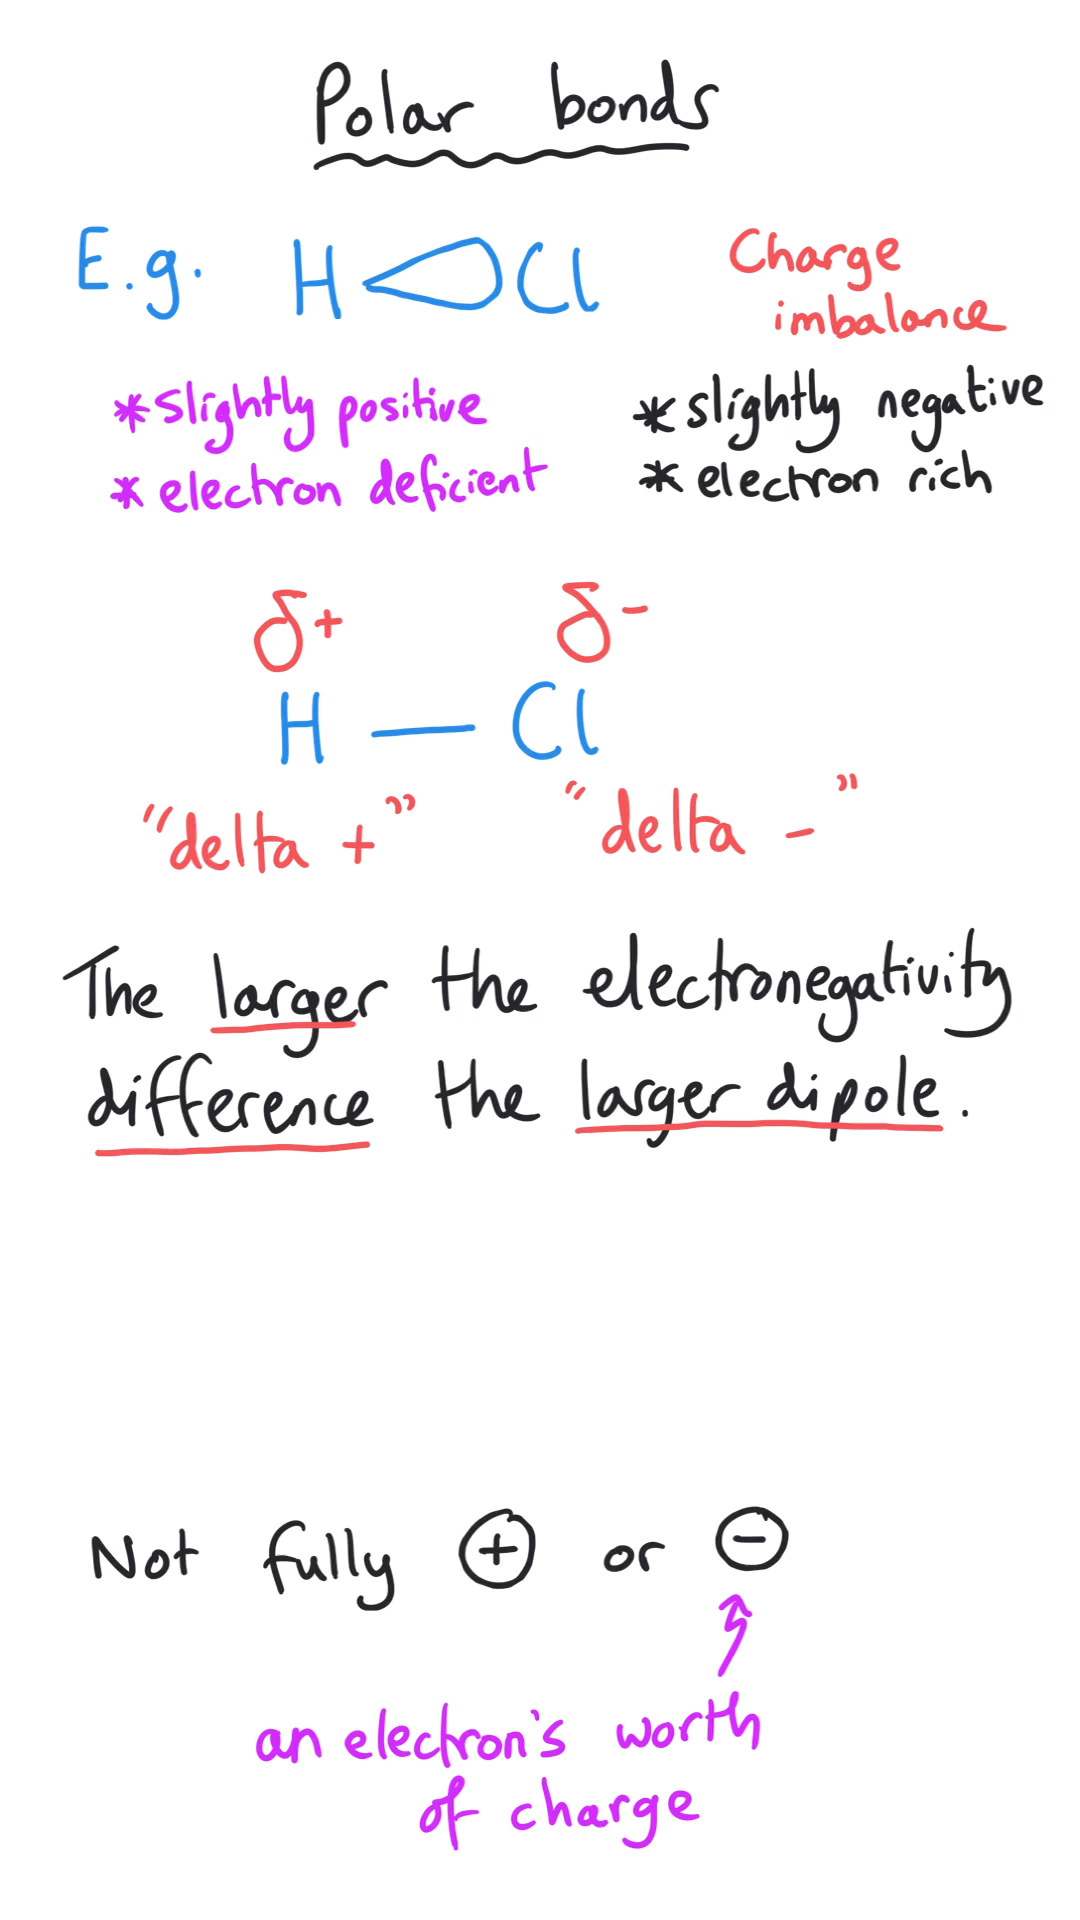 Polar bonds
E.g. H Cl
Charge
imbalance
*slightly positive
*slightly negative
*electron deficient
*electron rich
δ+ δ-
H — Cl
"delta +" "delta -"
The larger the electronegativity
difference the larger dipole.
Not fully ⊕ or ⊖
an electron's worth
of charge